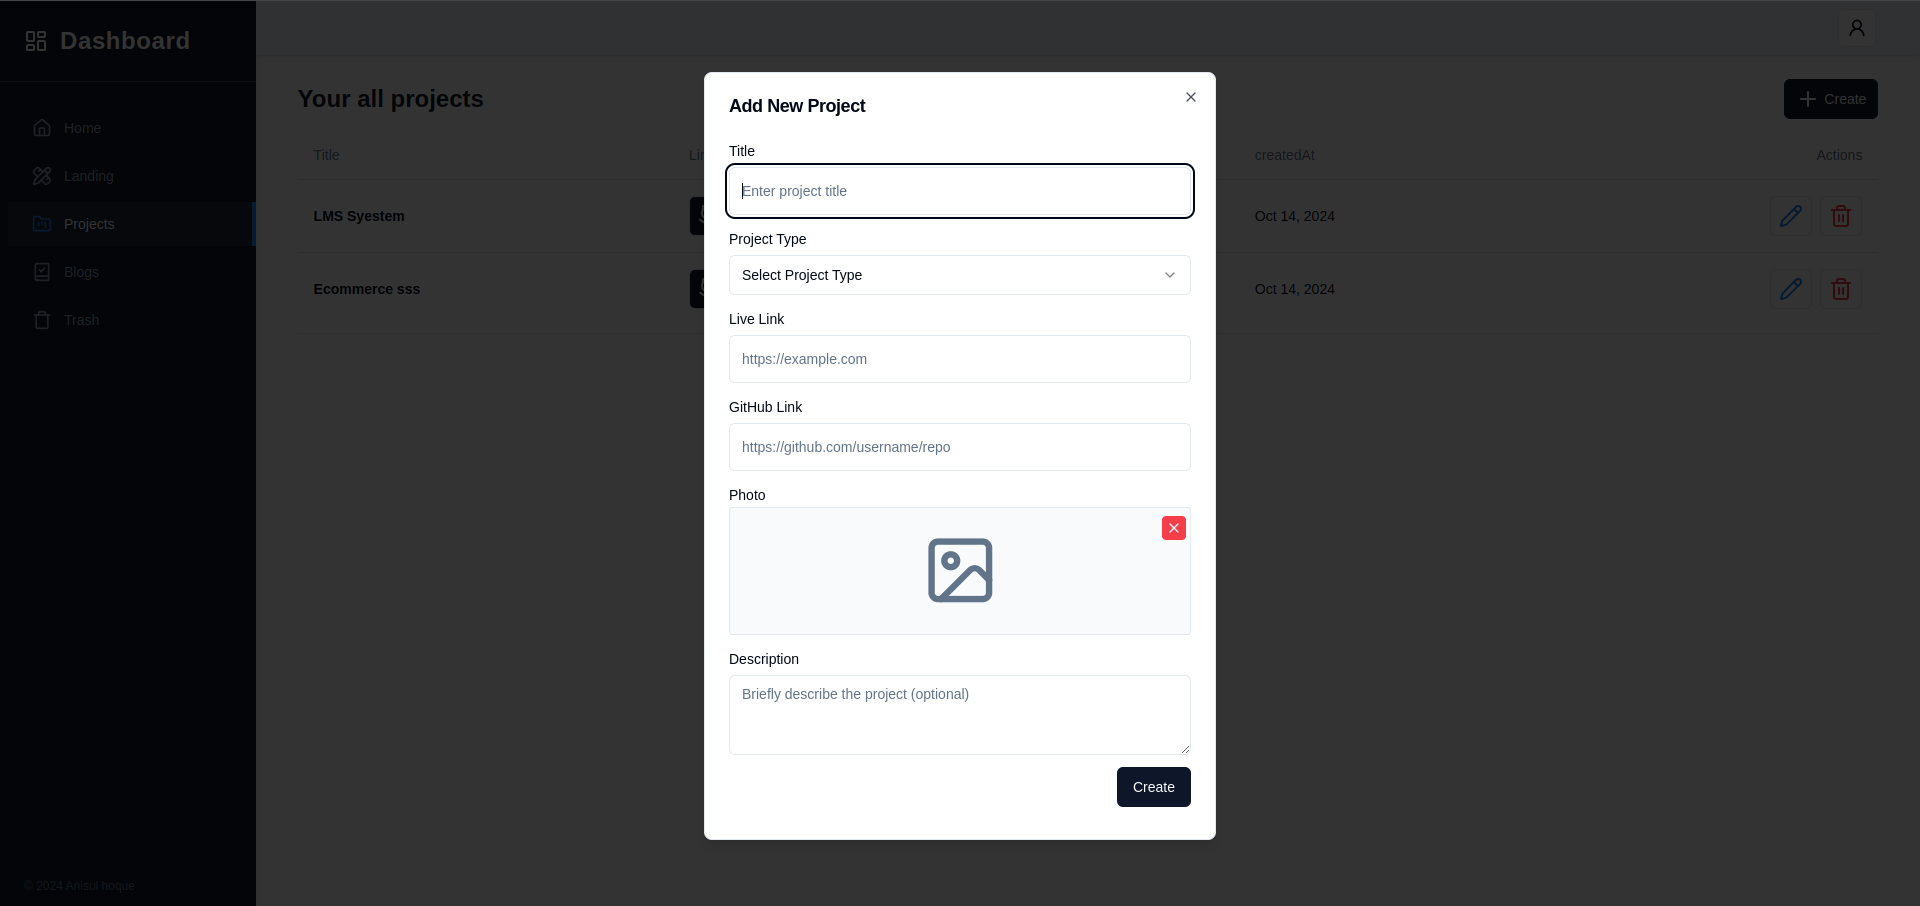 Dashboard
Home
Landing
Projects
Blogs
Trash
© 2024 Anisul hoque
Your all projects
Create
Title
createdAt
Actions
LMS Syestem
Oct 14, 2024
Ecommerce sss
Oct 14, 2024
Add New Project
Title
Enter project title
Project Type
Select Project Type
Live Link
https://example.com
GitHub Link
https://github.com/username/repo
Photo
Description
Briefly describe the project (optional)
Create